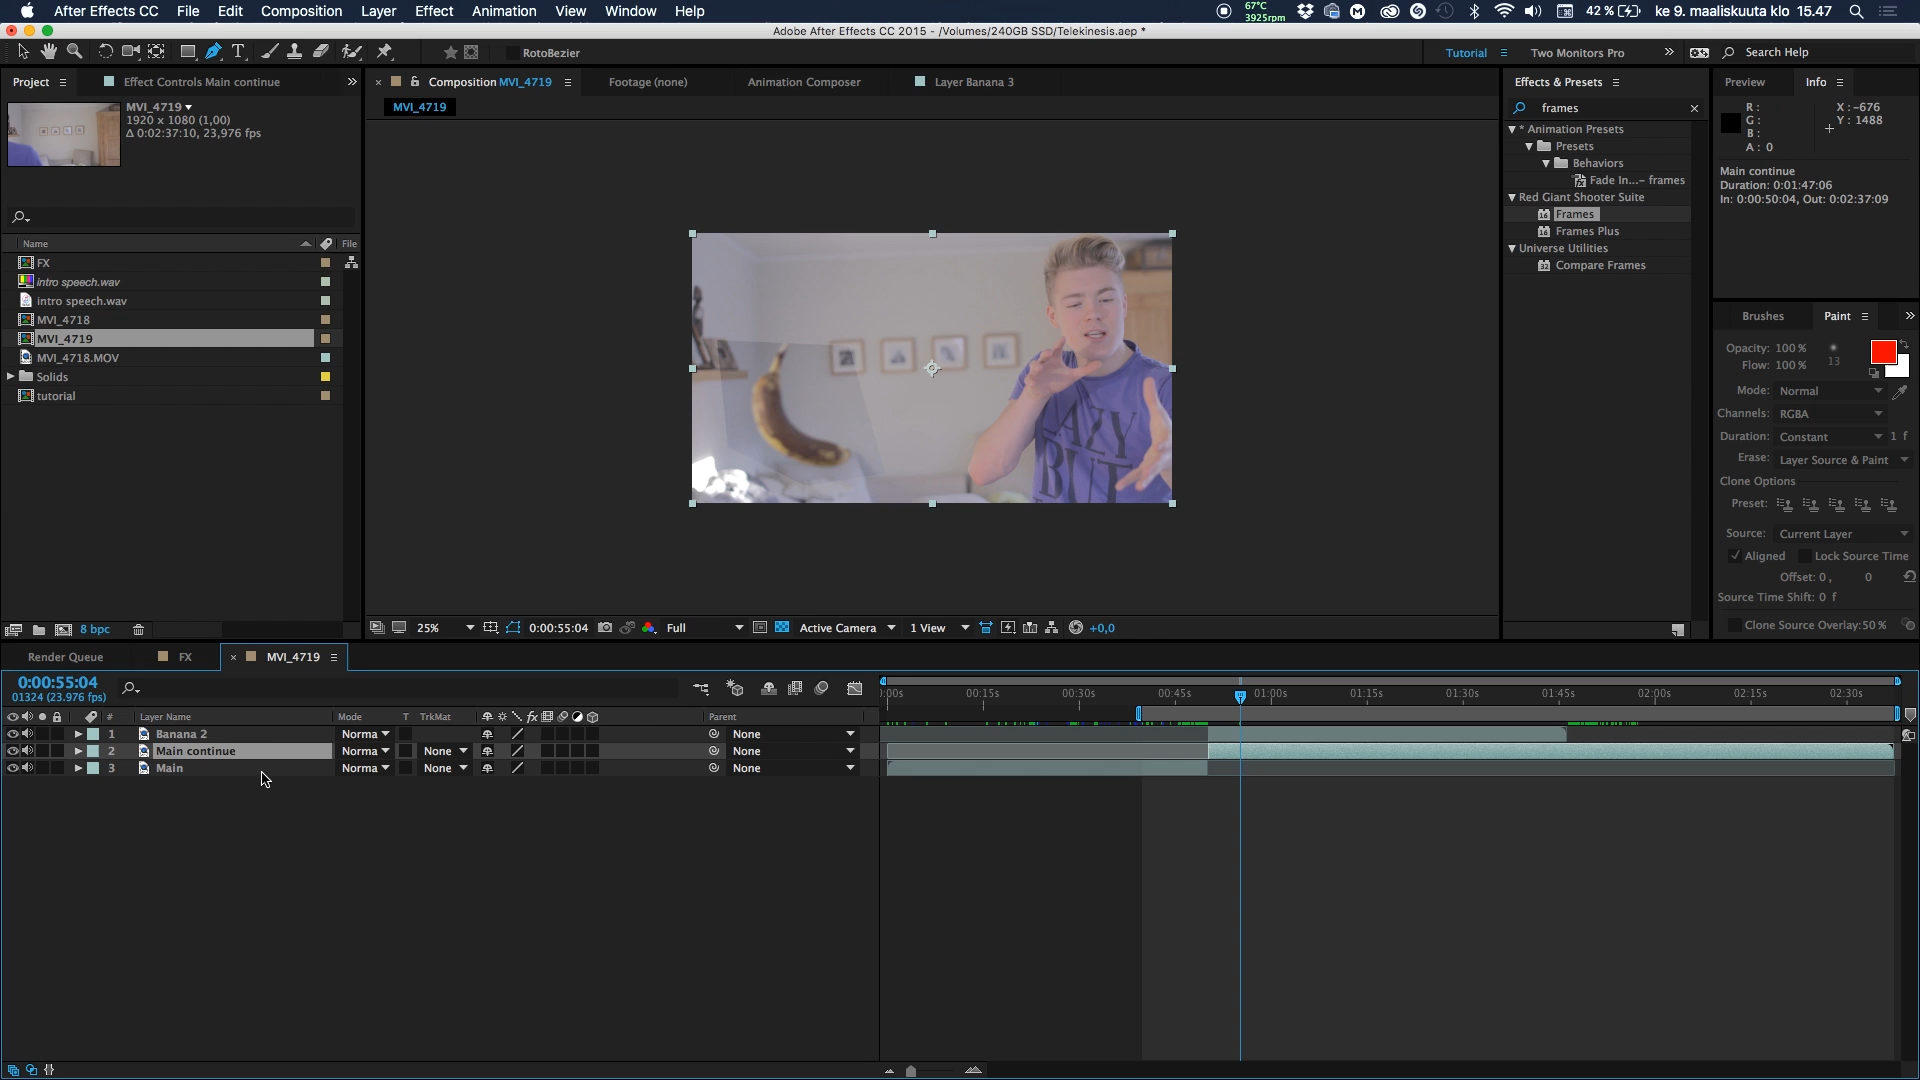 After Effects CC File Edit Composition Layer Effect Animation View Window Help 67°C 3925rpm 42 % ke 9. maaliskuuta klo 15.47
Adobe After Effects CC 2015 - /Volumes/240GB SSD/Telekinesis.aep *
RotoBezier Tutorial Two Monitors Pro Search Help
Project Effect Controls Main continue
Composition MVI_4719 Footage (none) Animation Composer Layer Banana 3
Effects & Presets
Preview Info
MVI_4719
1920 x 1080 (1,00)
Δ 0:02:37:10, 23,976 fps
MVI_4719
frames
* Animation Presets
Presets
Behaviors
Fade In...- frames
Red Giant Shooter Suite
Frames
Frames Plus
Universe Utilities
Compare Frames
R :
G :
B :
A : 0
X : -676
Y : 1488
Main continue
Duration: 0:01:47:06
In: 0:00:50:04, Out: 0:02:37:09
Name File
FX
intro speech.wav
intro speech.wav
MVI_4718
MVI_4719
MVI_4718.MOV
Solids
tutorial
8 bpc
LAZY
BUT
25% 0:00:55:04 Full Active Camera 1 View +0,0
Brushes Paint
Opacity: 100 %
Flow: 100 %
13
Mode: Normal
Channels: RGBA
Duration: Constant 1 f
Erase: Layer Source & Paint
Clone Options
Preset:
Source: Current Layer
Aligned Lock Source Time
Offset: 0 , 0
Source Time Shift: 0 f
Clone Source Overlay: 50 %
Render Queue FX MVI_4719
0:00:55:04
01324 (23.976 fps)
:00s 00:15s 00:30s 00:45s 01:00s 01:15s 01:30s 01:45s 02:00s 02:15s 02:30s
# Layer Name Mode T TrkMat fx Parent
1 Banana 2 Norma None
2 Main continue Norma None None
3 Main Norma None None